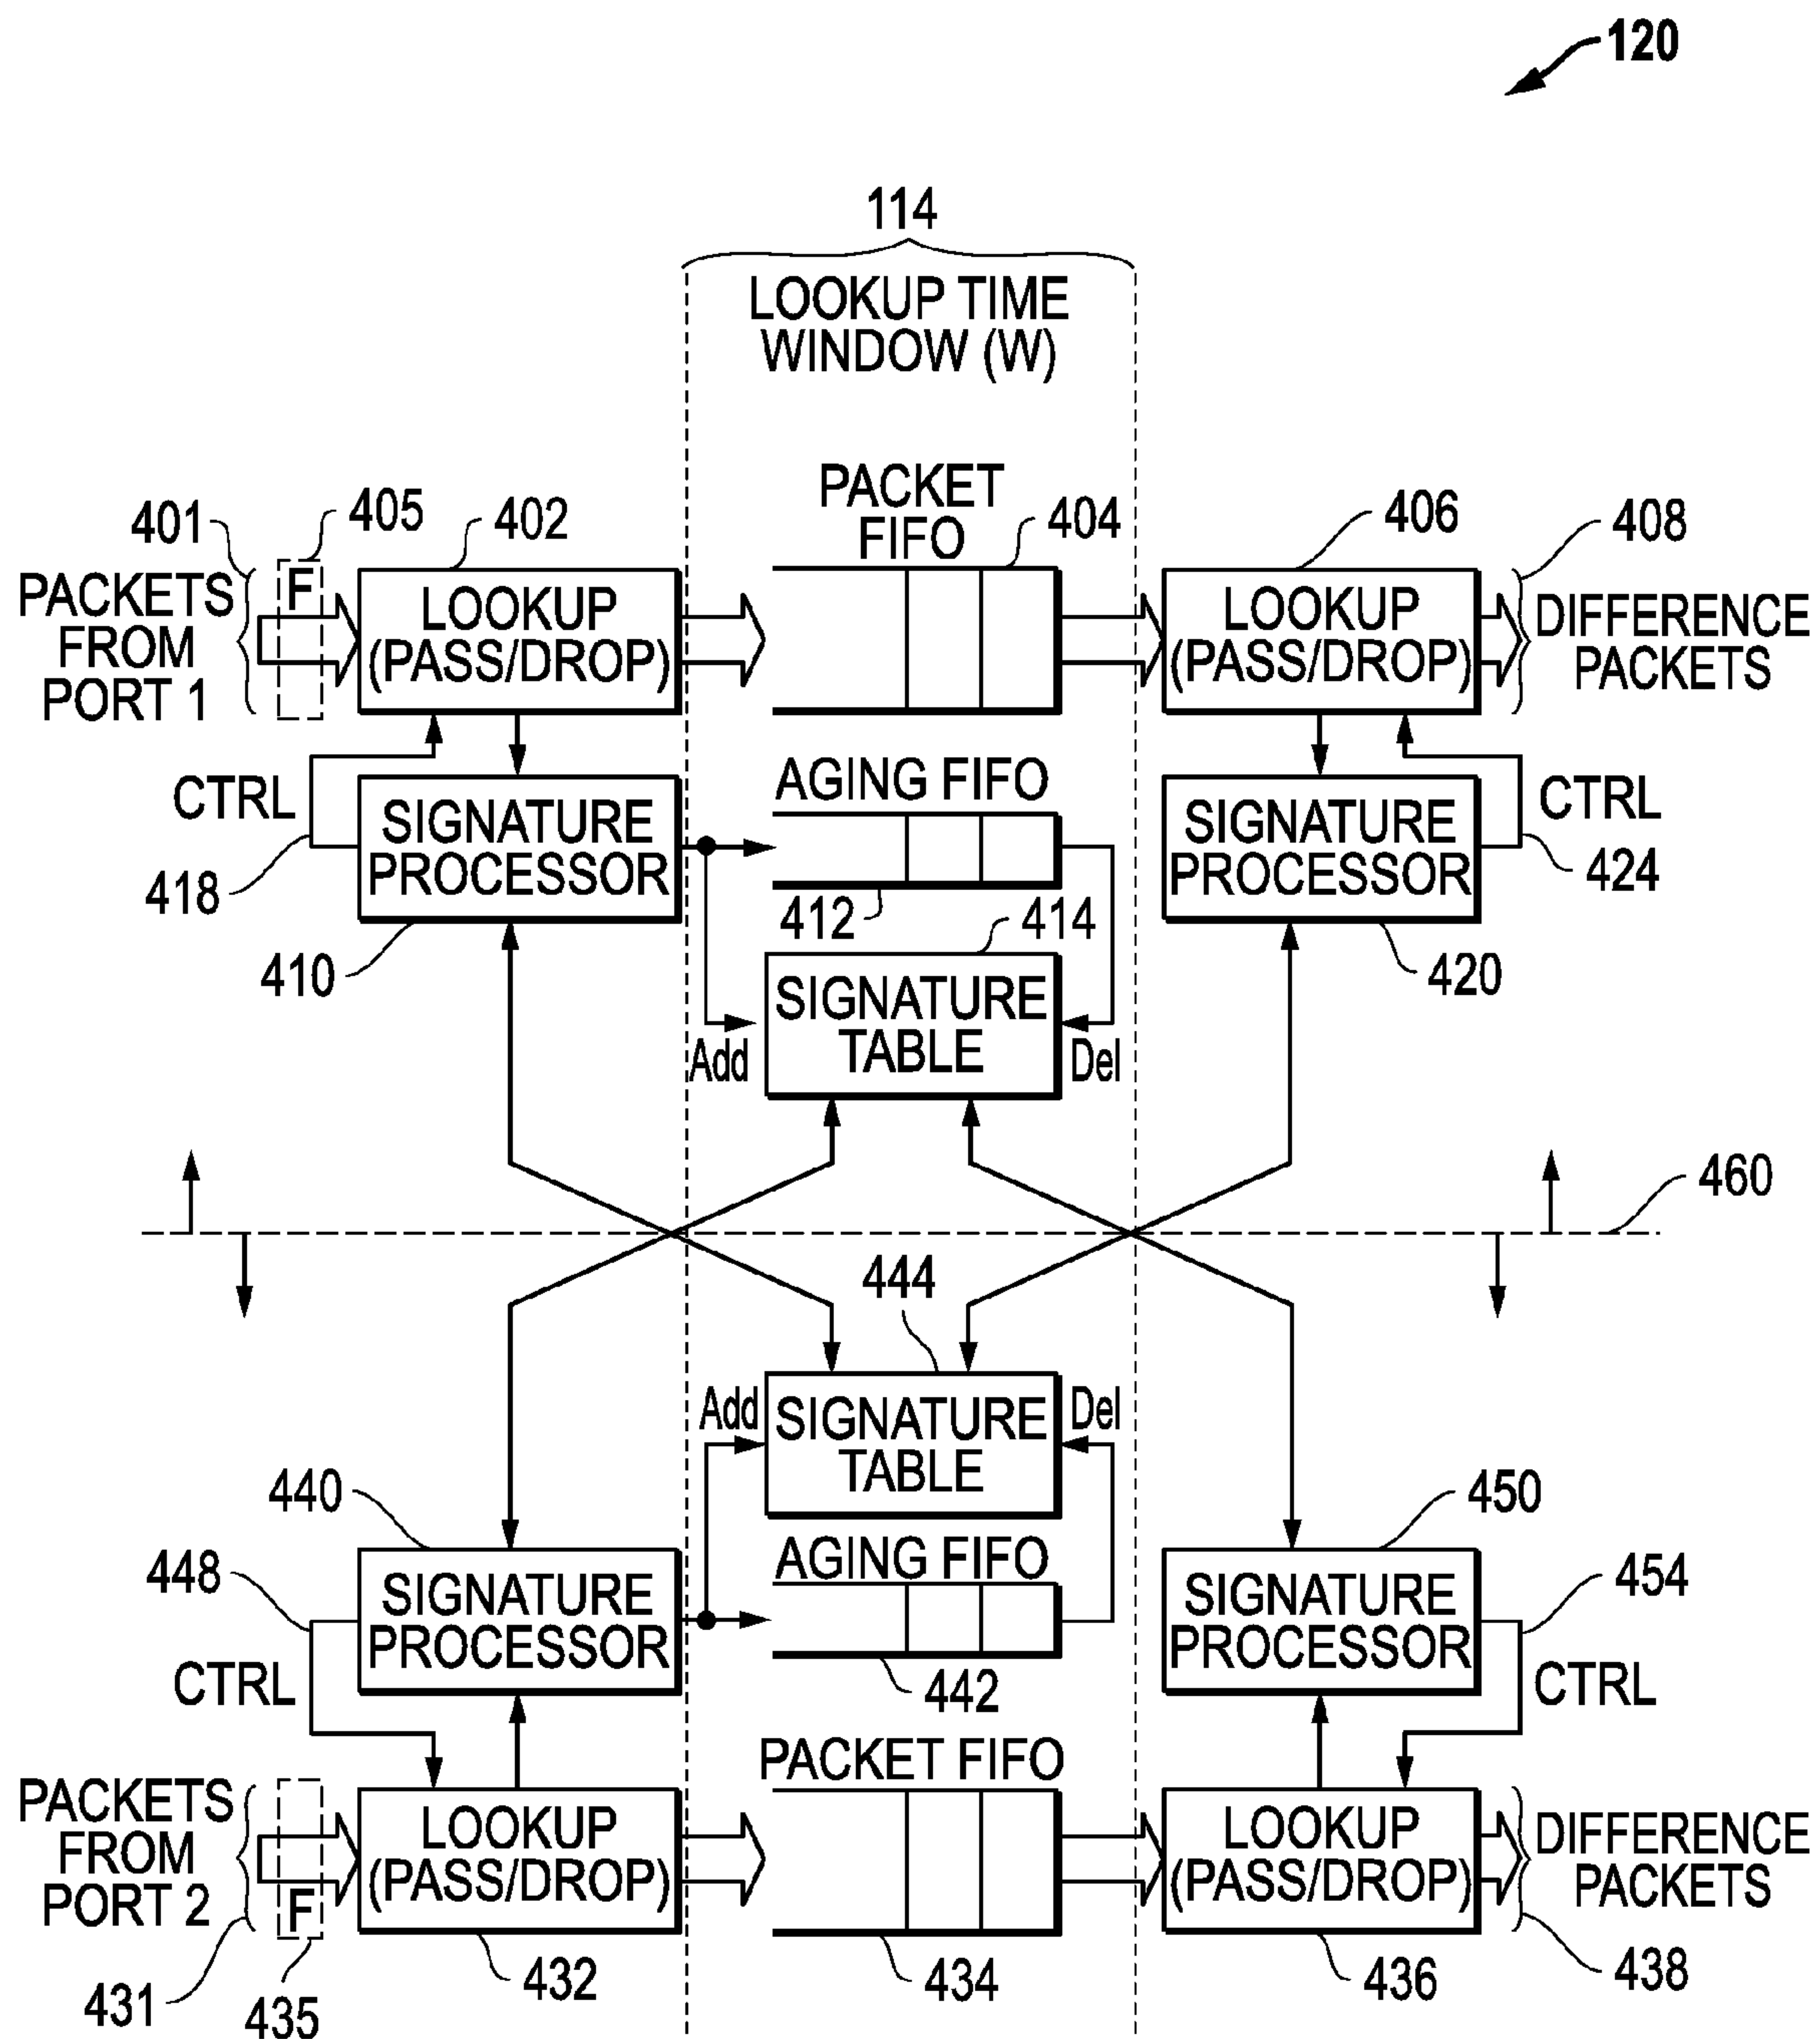 120
114
LOOKUP TIME
WINDOW (W)
PACKET
FIFO
401
405
402
404
406
408
PACKETS
FROM
PORT 1
F
LOOKUP
(PASS/DROP)
LOOKUP
(PASS/DROP)
DIFFERENCE
PACKETS
CTRL
418
SIGNATURE
PROCESSOR
410
AGING FIFO
412
414
SIGNATURE
TABLE
Add
Del
SIGNATURE
PROCESSOR
420
CTRL
424
460
444
Add
SIGNATURE
TABLE
Del
440
448
SIGNATURE
PROCESSOR
CTRL
AGING FIFO
442
450
454
SIGNATURE
PROCESSOR
CTRL
PACKET FIFO
PACKETS
FROM
PORT 2
F
LOOKUP
(PASS/DROP)
LOOKUP
(PASS/DROP)
DIFFERENCE
PACKETS
431
435
432
434
436
438